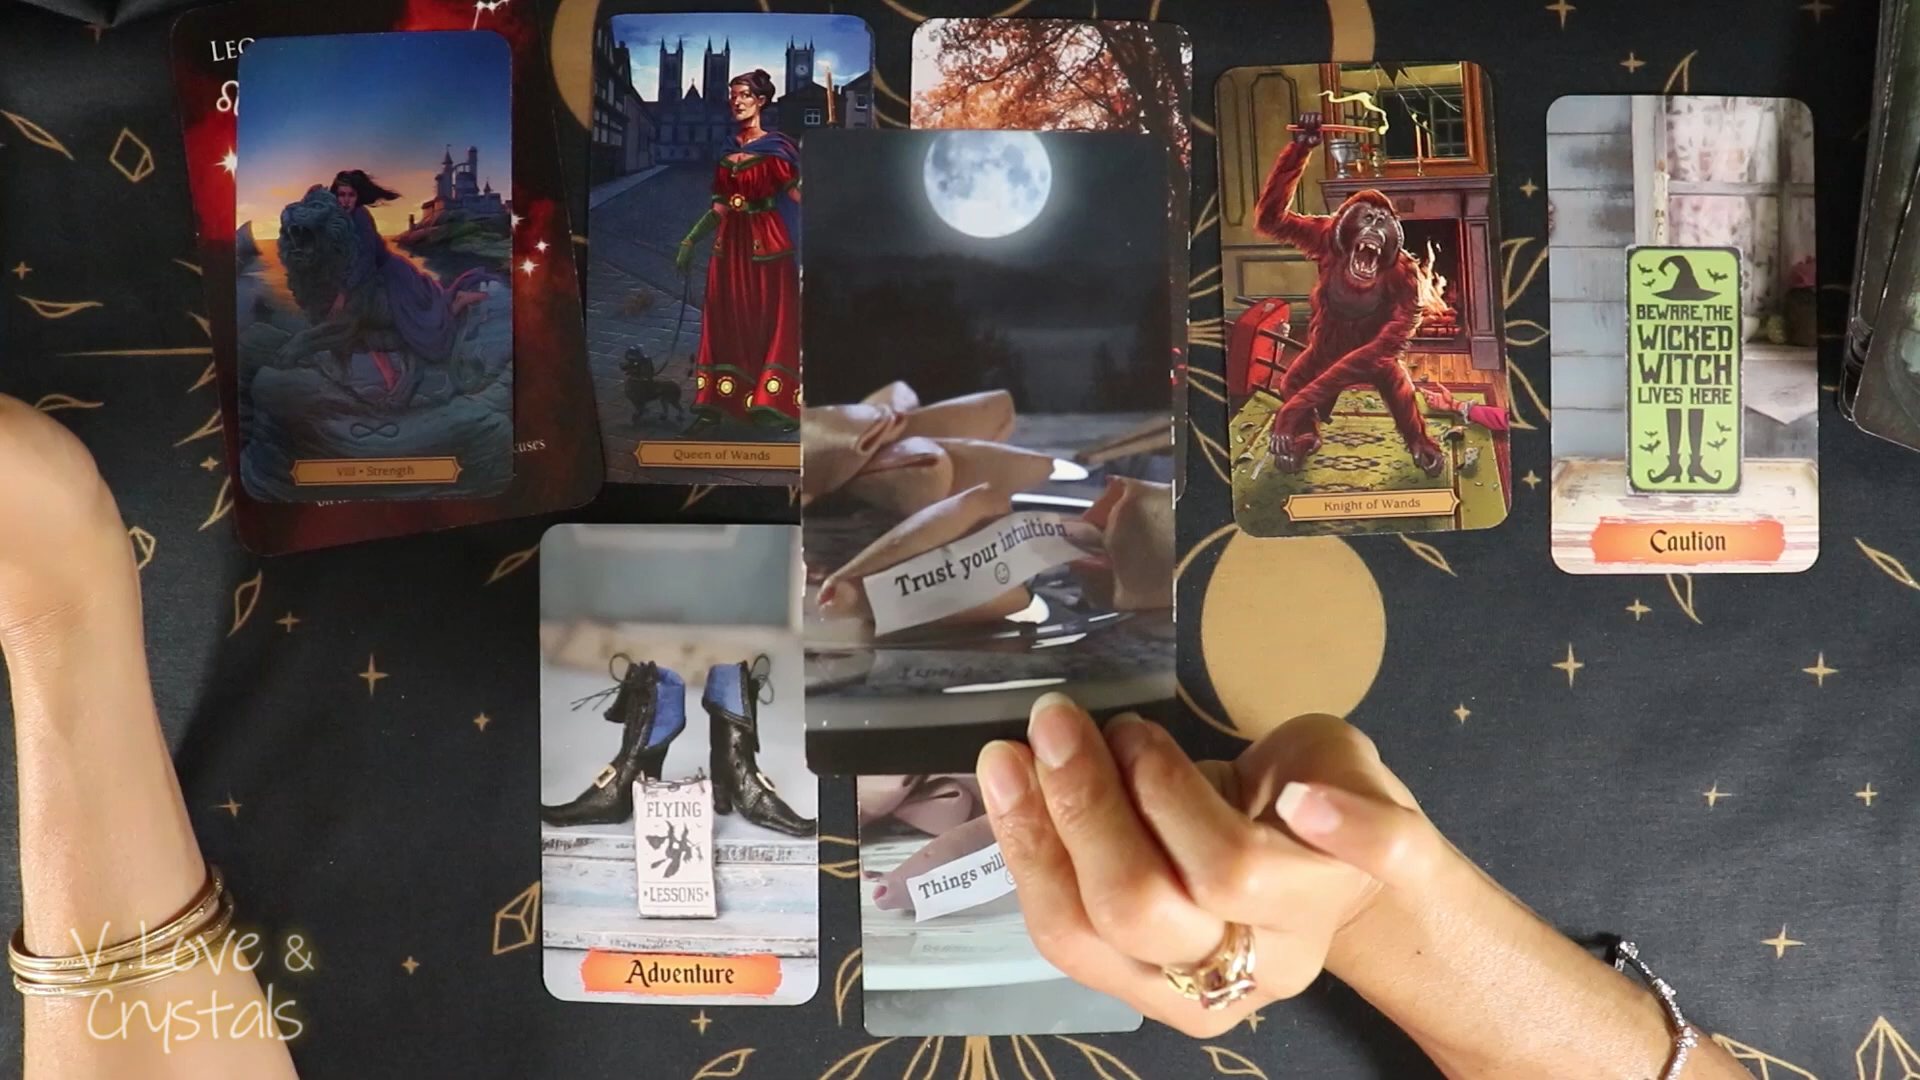 LEO
VIII • Strength
Queen of Wands
Trust your intuition.
Knight of Wands
BEWARE, THE
WICKED
WITCH
LIVES HERE
Caution
FLYING
LESSONS
Adventure
Things will
V, Love &
Crystals